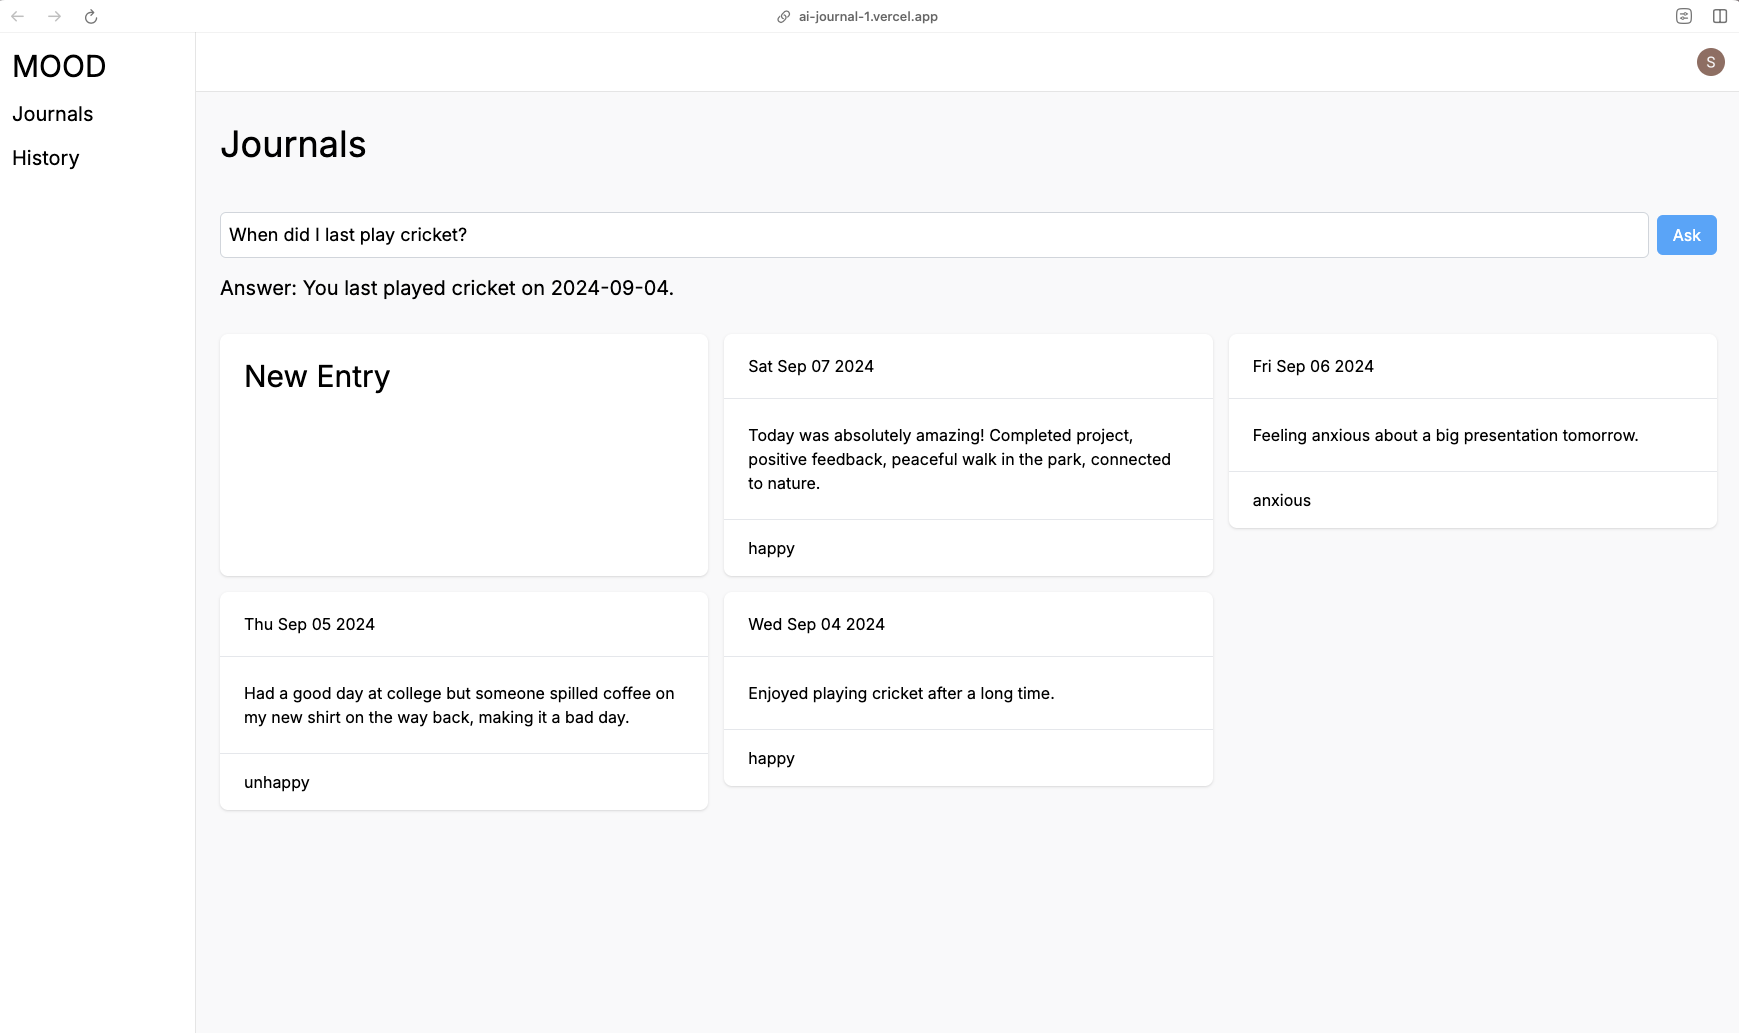 ai-journal-1.vercel.app
MOOD
Journals
History
S
Journals
When did I last play cricket?
Ask
Answer: You last played cricket on 2024-09-04.
New Entry
Sat Sep 07 2024
Today was absolutely amazing! Completed project,
positive feedback, peaceful walk in the park, connected
to nature.
happy
Fri Sep 06 2024
Feeling anxious about a big presentation tomorrow.
anxious
Thu Sep 05 2024
Had a good day at college but someone spilled coffee on
my new shirt on the way back, making it a bad day.
unhappy
Wed Sep 04 2024
Enjoyed playing cricket after a long time.
happy